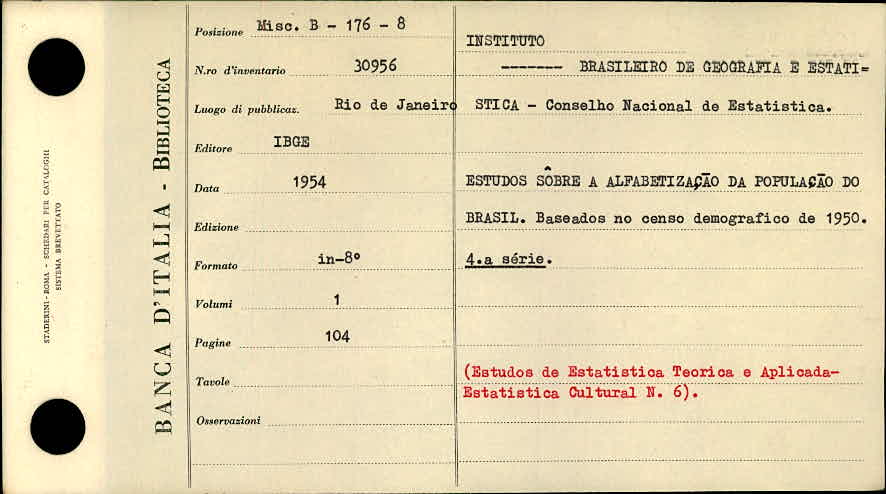 STADERINI-ROMA - SCHEDARI PER CATALOGHI
SISTEMA BREVETTATO
BANCA D'ITALIA - BIBLIOTECA
Posizione Misc. B - 176 - 8
N.ro d'inventario 30956
Luogo di pubblicaz. Rio de Janeiro
Editore IBGE
Data 1954
Edizione
Formato in-8º
Volumi 1
Pagine 104
Tavole
Osservazioni
INSTITUTO
------- BRASILEIRO DE GEOGRAFIA E ESTATI=
STICA - Conselho Nacional de Estatistica.
ESTUDOS SÔBRE A ALFABETIZAÇÃO DA POPULAÇÃO DO
BRASIL. Baseados no censo demografico de 1950.
4.a série.
(Estudos de Estatistica Teorica e Aplicada-
Estatistica Cultural N. 6).